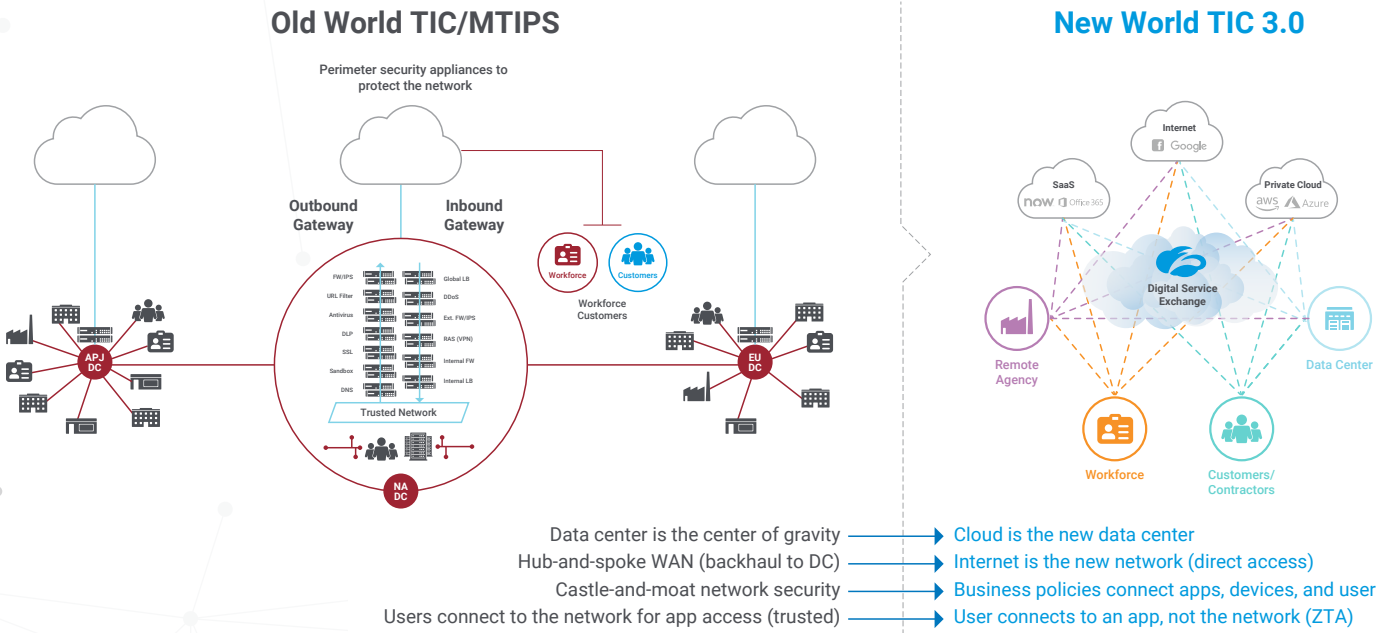 Old World TIC/MTIPS
Perimeter security appliances to
protect the network
Outbound
Gateway
Inbound
Gateway
FW/IPS
URL Filter
Antivirus
DLP
SSL
Sandbox
DNS
Global LB
DDoS
Ext. FW/IPS
RAS (VPN)
Internal FW
Internal LB
Trusted Network
Workforce
Customers
Workforce
Customers
APJ
DC
NA
DC
EU
DC
New World TIC 3.0
Internet
Google
SaaS
now Office 365
Private Cloud
aws Azure
Digital Service
Exchange
Remote
Agency
Data Center
Workforce
Customers/
Contractors
Data center is the center of gravity
Cloud is the new data center
Hub-and-spoke WAN (backhaul to DC)
Internet is the new network (direct access)
Castle-and-moat network security
Business policies connect apps, devices, and user
Users connect to the network for app access (trusted)
User connects to an app, not the network (ZTA)